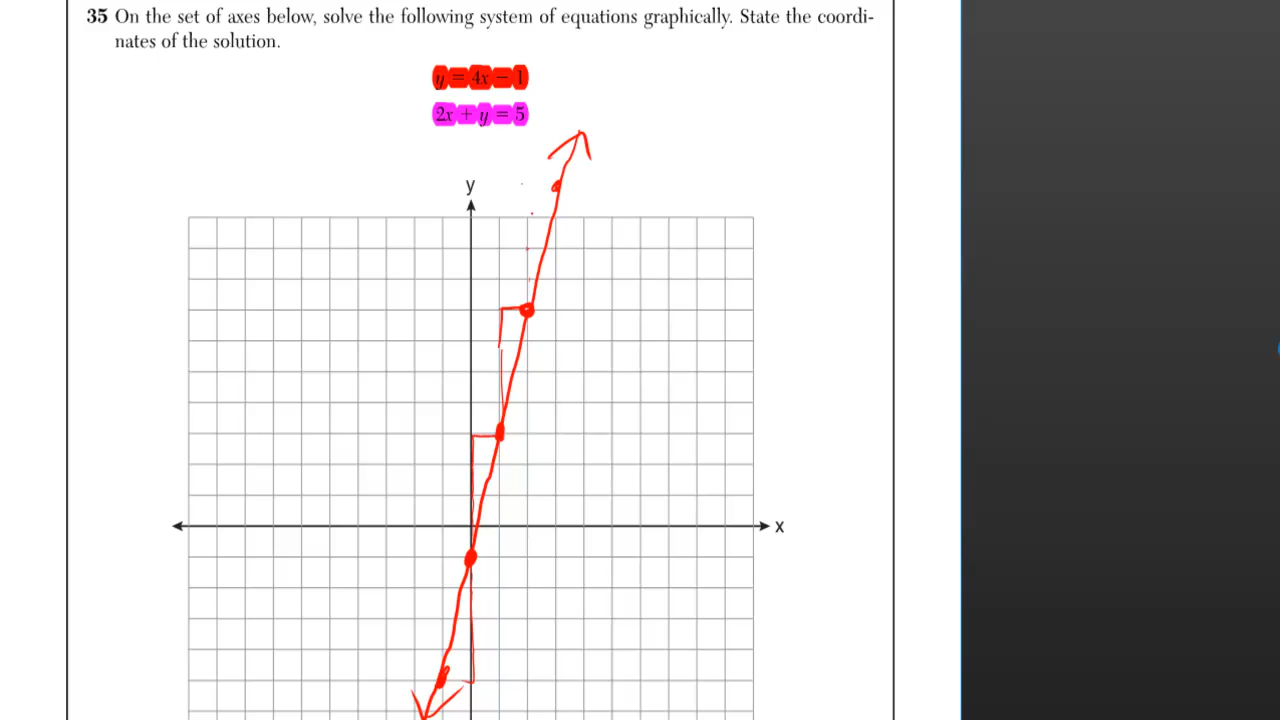 35 On the set of axes below, solve the following system of equations graphically. State the coordi-
nates of the solution.
y = 4x − 1
2x + y = 5
y
x